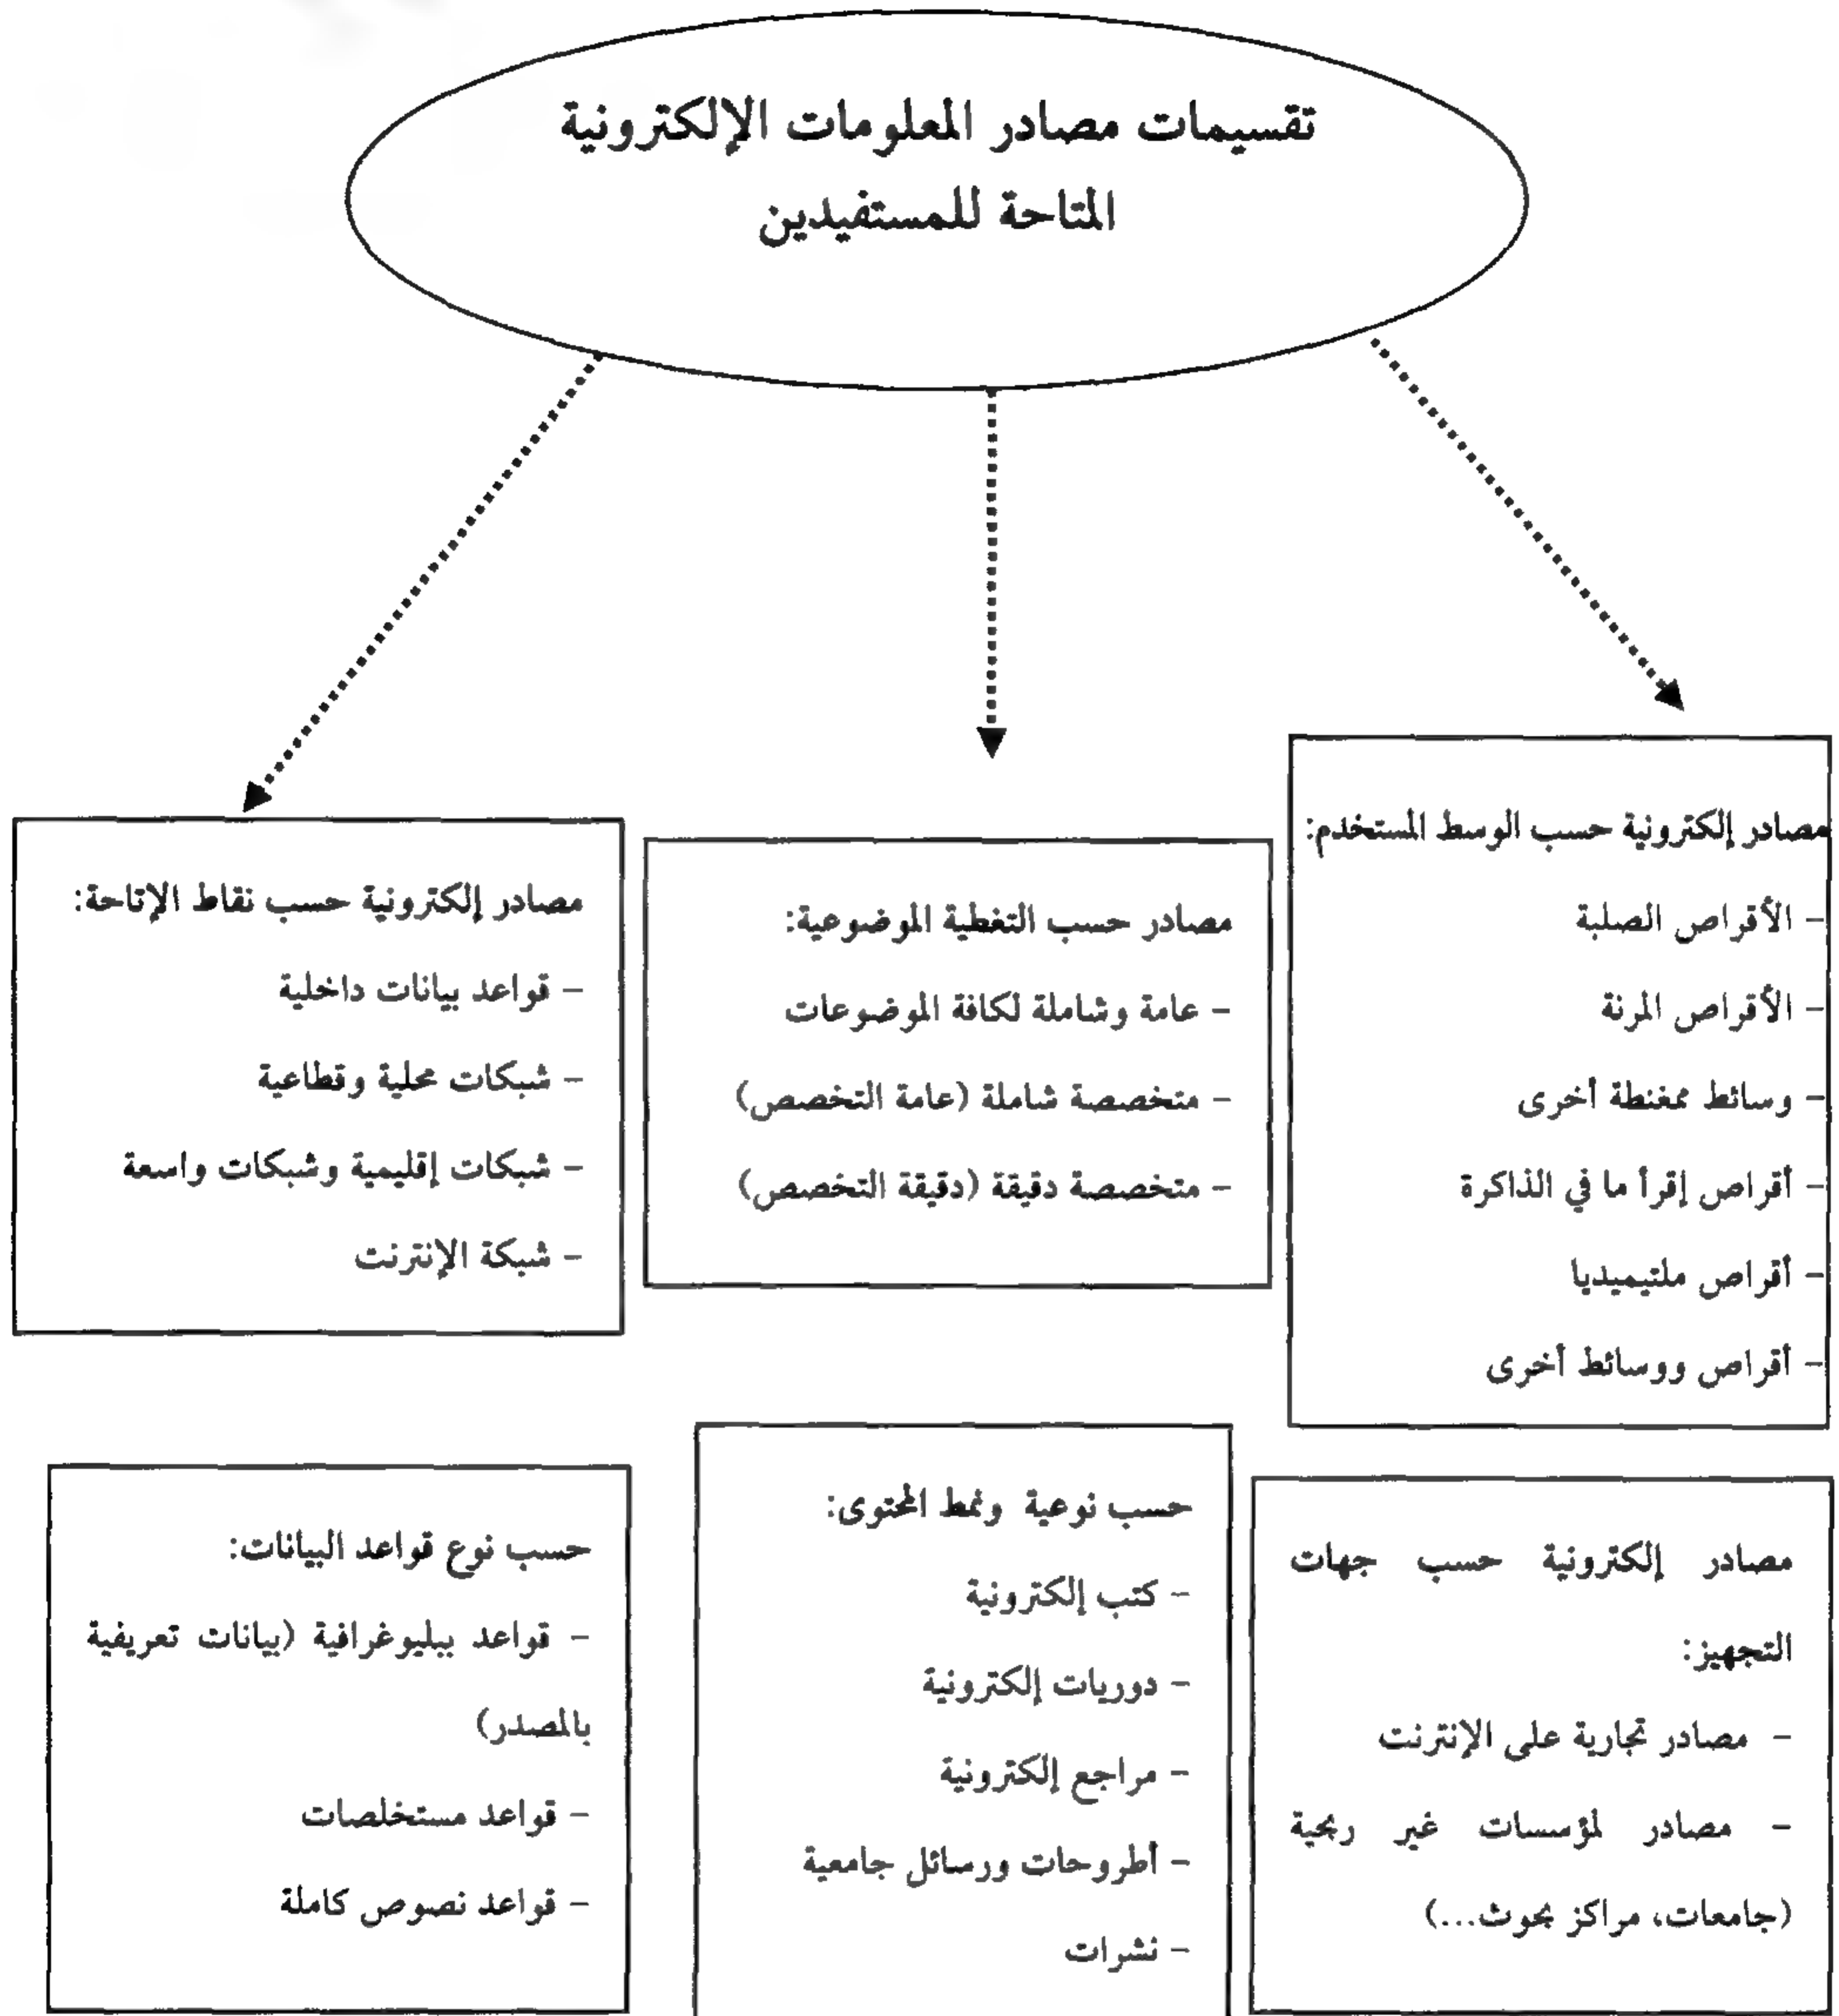 تقسيمات مصادر المعلومات الإلكترونية
المتاحة للمستفيدين
مصادر إلكترونية حسب الوسط المستخدم:
– الأقراص الصلبة
– الأقراص المرنة
– وسائط ممغنطة أخرى
– أقراص إقرأ ما في الذاكرة
– أقراص ملتيميديا
– أقراص ووسائط أخرى
مصادر حسب التغطية الموضوعية:
– عامة وشاملة لكافة الموضوعات
– متخصصة شاملة (عامة التخصص)
– متخصصة دقيقة (دقيقة التخصص)
مصادر إلكترونية حسب نقاط الإتاحة:
– قواعد بيانات داخلية
– شبكات محلية وقطاعية
– شبكات إقليمية وشبكات واسعة
– شبكة الإنترنت
مصادر إلكترونية حسب جهات
التجهيز:
– مصادر تجارية على الإنترنت
– مصادر لمؤسسات غير ربحية
(جامعات، مراكز بحوث...)
حسب نوعية ونمط المحتوى:
– كتب إلكترونية
– دوريات إلكترونية
– مراجع إلكترونية
– أطروحات ورسائل جامعية
– نشرات
حسب نوع قواعد البيانات:
– قواعد ببليوغرافية (بيانات تعريفية
بالمصدر)
– قواعد مستخلصات
– قواعد نصوص كاملة